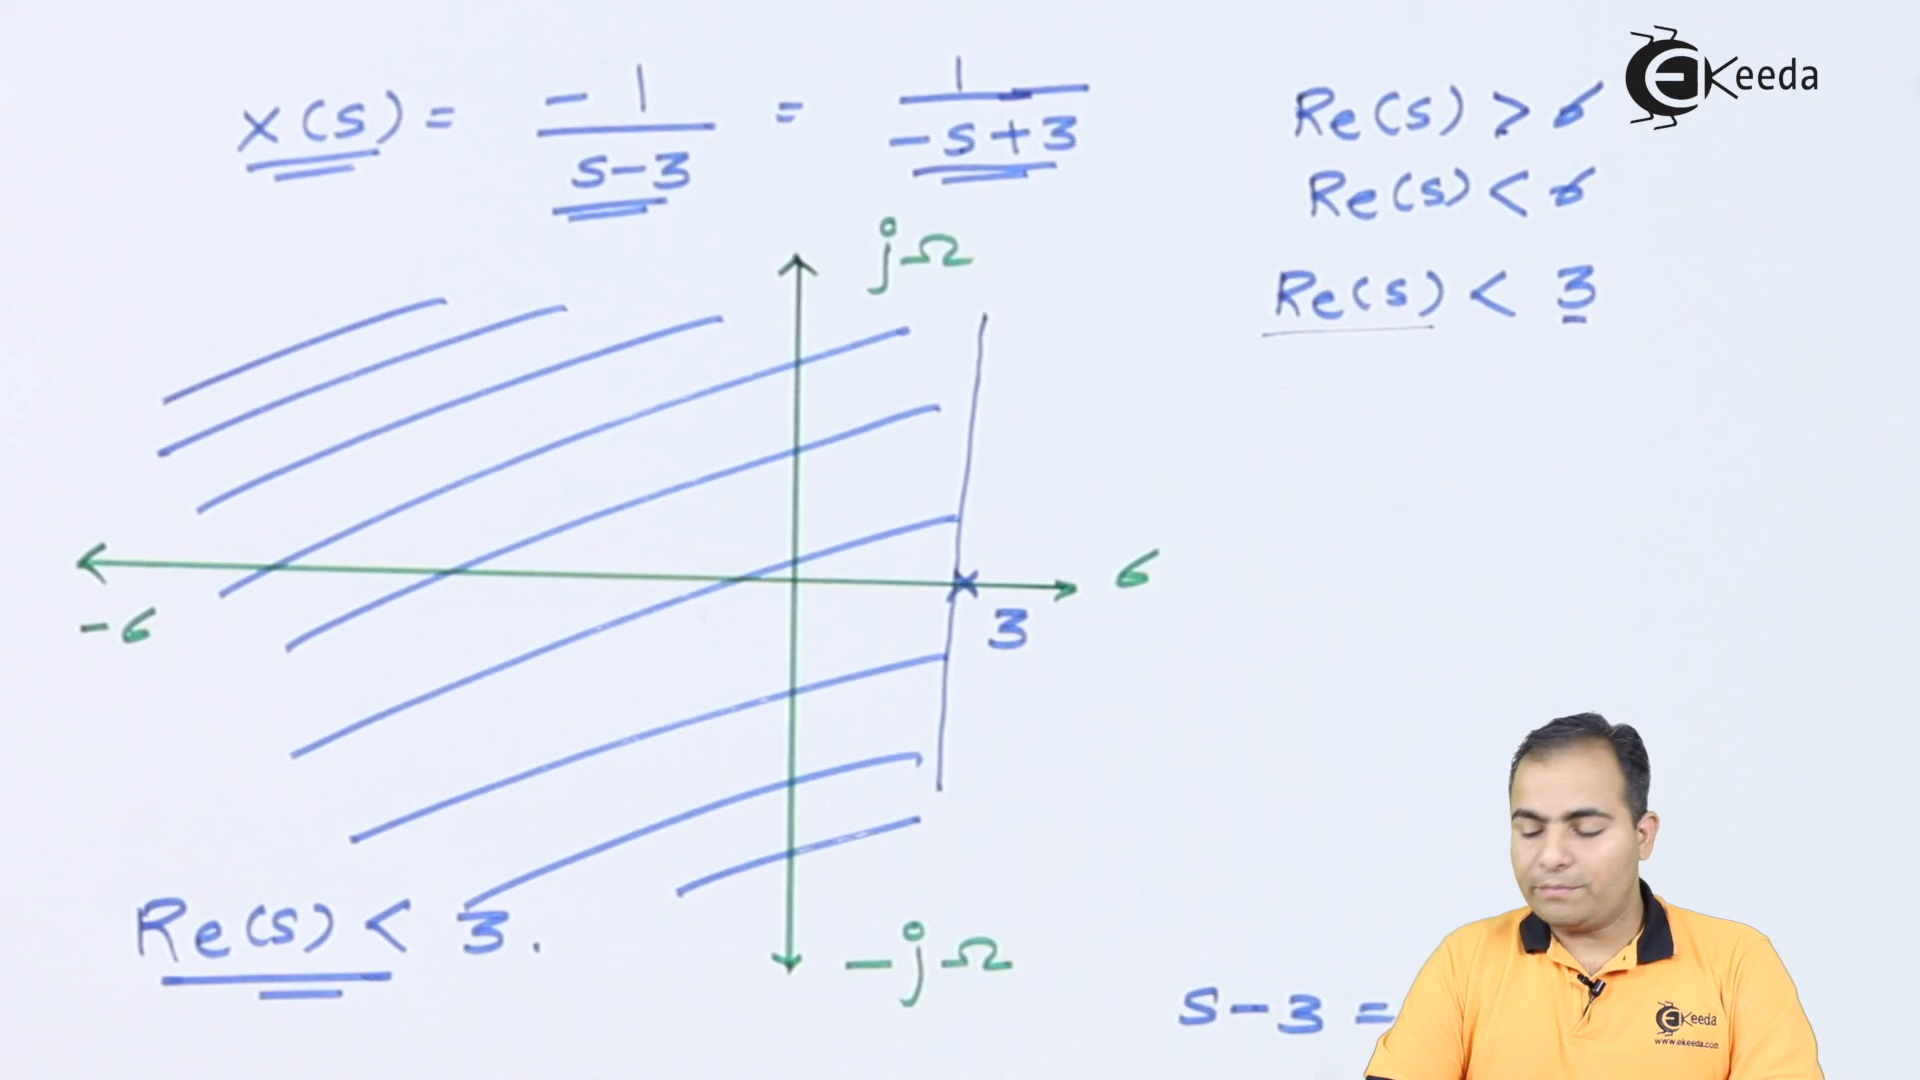 x(s) = -1 / s-3 = 1 / -s+3
Re(s) > σ
Re(s) < σ
Re(s) < 3
EKeeda
jΩ
σ
-σ
3
Re(s) < 3.
-jΩ
s-3 =
EKeeda
www.ekeeda.com